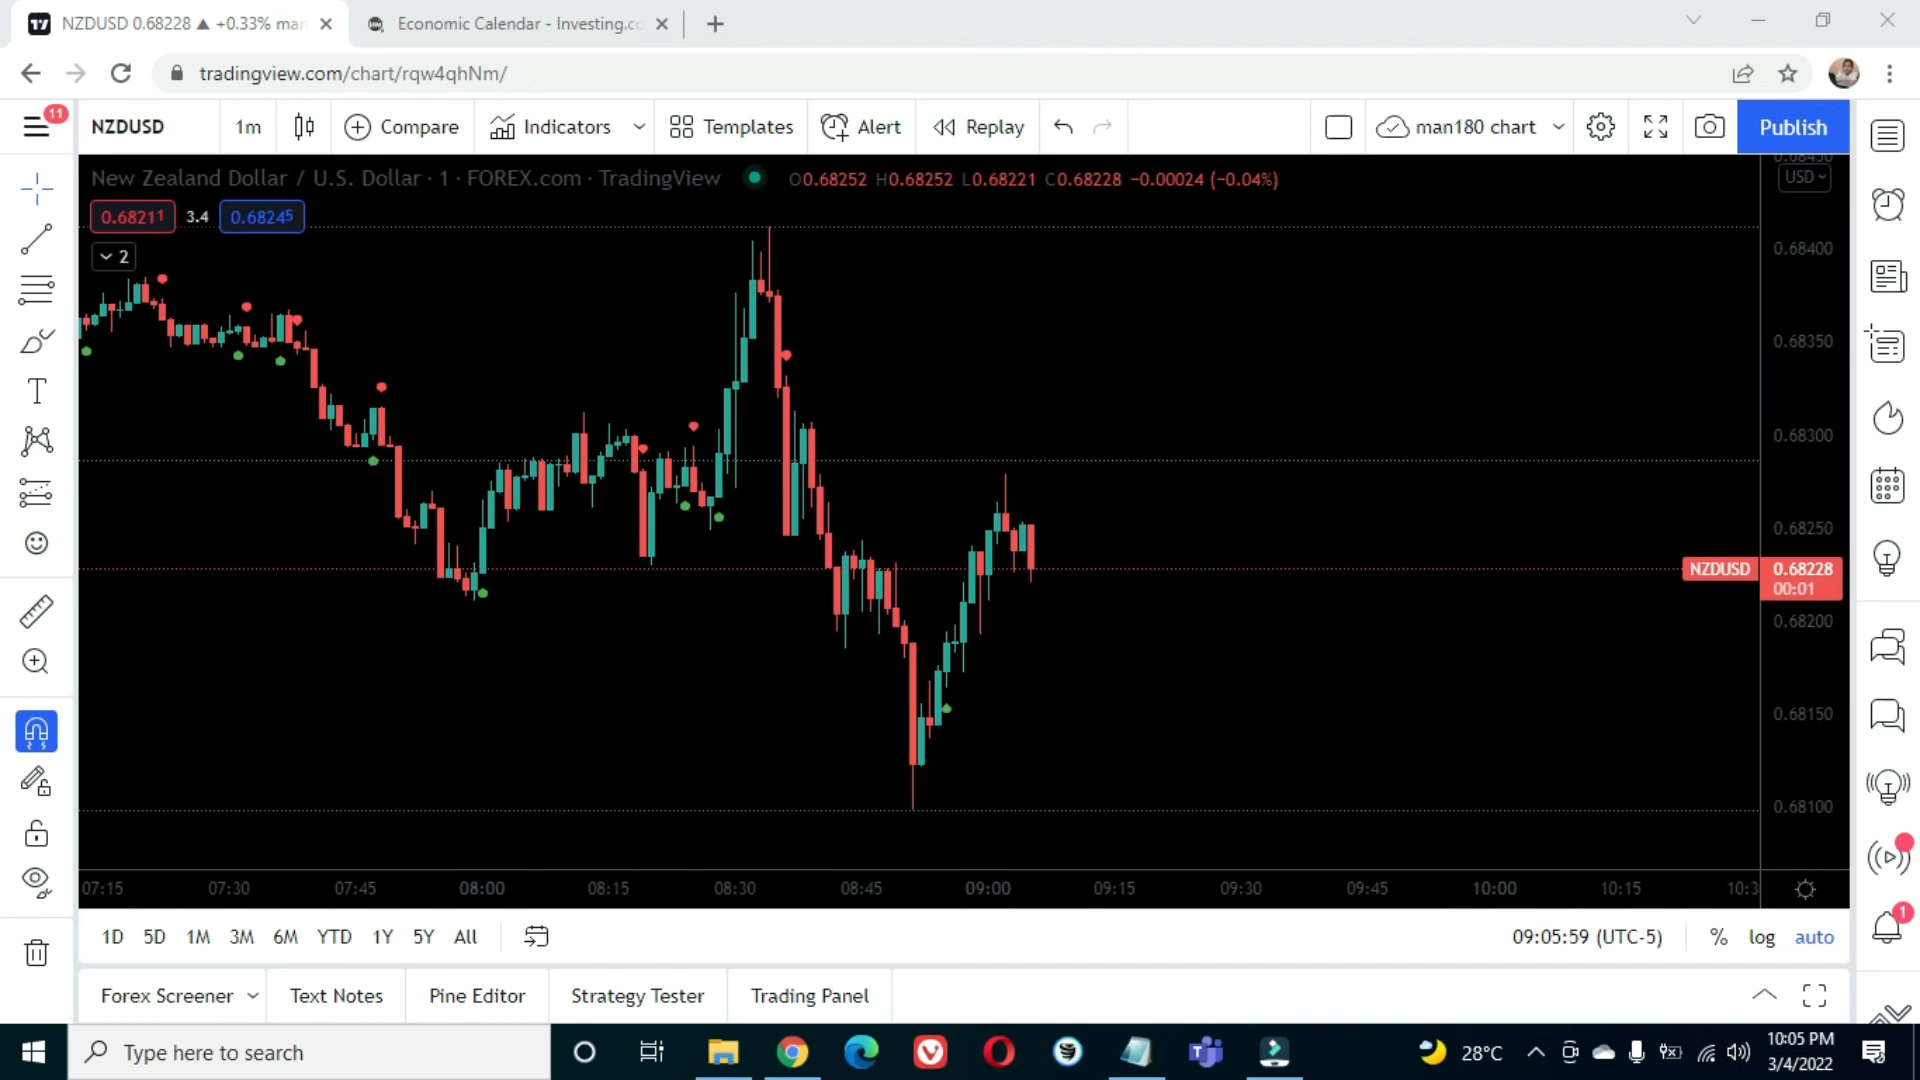 NZDUSD 0.68228 ▲ +0.33% mar
Economic Calendar - Investing.co
tradingview.com/chart/rqw4qhNm/
11
NZDUSD
1m
Compare
Indicators
Templates
Alert
Replay
man180 chart
Publish
New Zealand Dollar / U.S. Dollar · 1 · FOREX.com · TradingView
O0.68252 H0.68252 L0.68221 C0.68228 −0.00024 (−0.04%)
0.68450
USD
0.68211 3.4 0.68245
2
0.68400
0.68350
0.68300
0.68250
NZDUSD 0.68228
00:01
0.68200
0.68150
0.68100
07:15 07:30 07:45 08:00 08:15 08:30 08:45 09:00 09:15 09:30 09:45 10:00 10:15 10:3
1
1D 5D 1M 3M 6M YTD 1Y 5Y All
09:05:59 (UTC-5) % log auto
Forex Screener Text Notes Pine Editor Strategy Tester Trading Panel
Type here to search
28°C
10:05 PM
3/4/2022